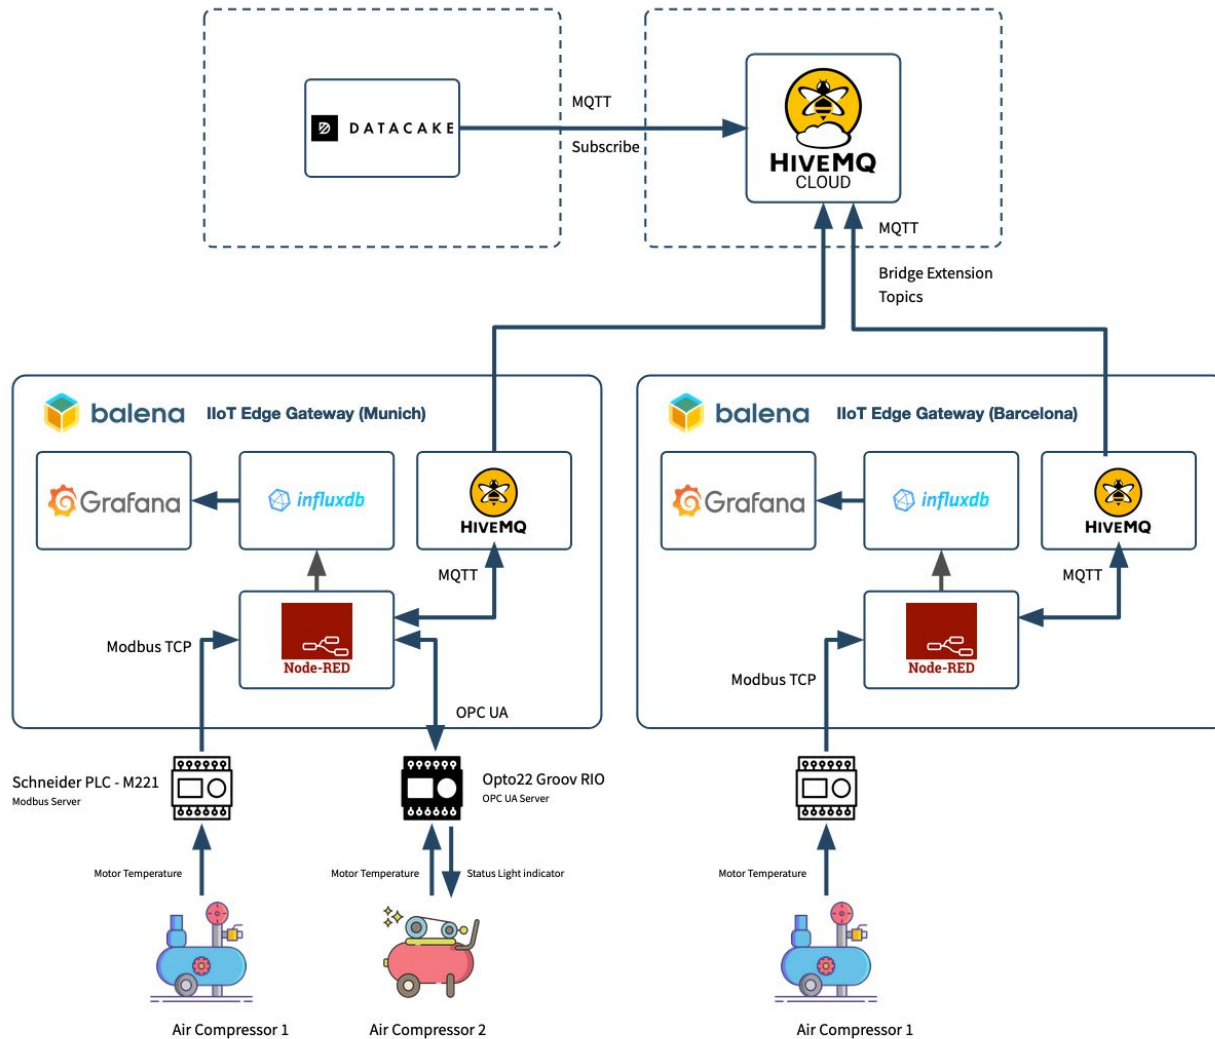 DATACAKE
MQTT
Subscribe
HIVEMQ
CLOUD
MQTT
Bridge Extension
Topics
balena IIoT Edge Gateway (Munich)
Grafana
influxdb
HIVEMQ
MQTT
Modbus TCP
Node-RED
OPC UA
Schneider PLC - M221
Modbus Server
Opto22 Groov RIO
OPC UA Server
Motor Temperature
Motor Temperature
Status Light indicator
Air Compressor 1
Air Compressor 2
balena IIoT Edge Gateway (Barcelona)
Grafana
influxdb
HIVEMQ
MQTT
Node-RED
Modbus TCP
Motor Temperature
Air Compressor 1